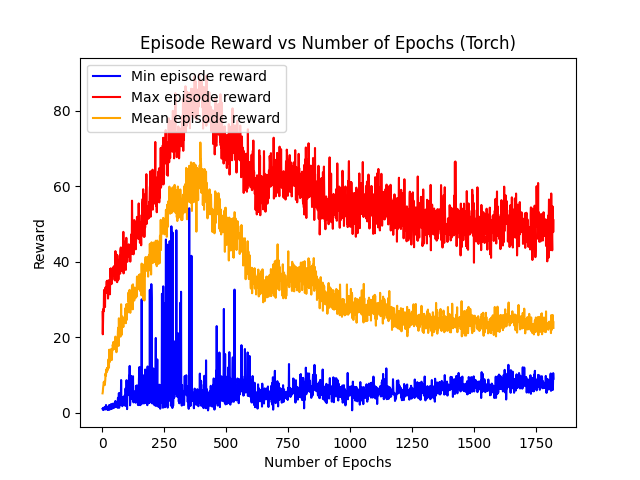 Episode Reward vs Number of Epochs (Torch)
Min episode reward
Max episode reward
Mean episode reward
80
60
40
20
0
Reward
0 250 500 750 1000 1250 1500 1750
Number of Epochs